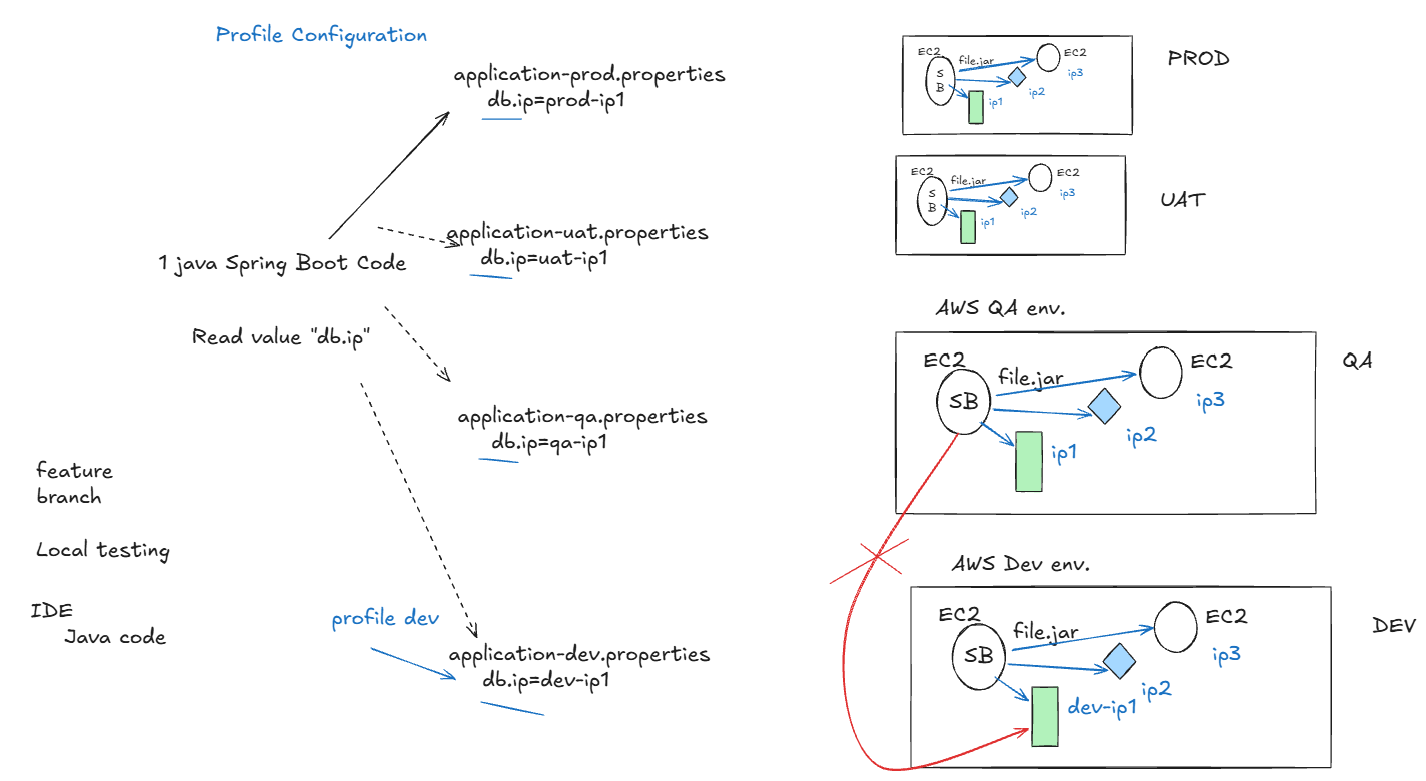 Profile Configuration
application-prod.properties
db.ip=prod-ip1
application-uat.properties
db.ip=uat-ip1
1 java Spring Boot Code
Read value "db.ip"
application-qa.properties
db.ip=qa-ip1
feature
branch
Local testing
IDE
Java code
profile dev
application-dev.properties
db.ip=dev-ip1
PROD
EC2
file.jar
EC2
S
B
ip1
ip2
ip3
UAT
EC2
file.jar
EC2
S
B
ip1
ip2
ip3
AWS QA env.
QA
EC2
file.jar
EC2
SB
ip1
ip2
ip3
AWS Dev env.
DEV
EC2
file.jar
EC2
SB
dev-ip1
ip2
ip3